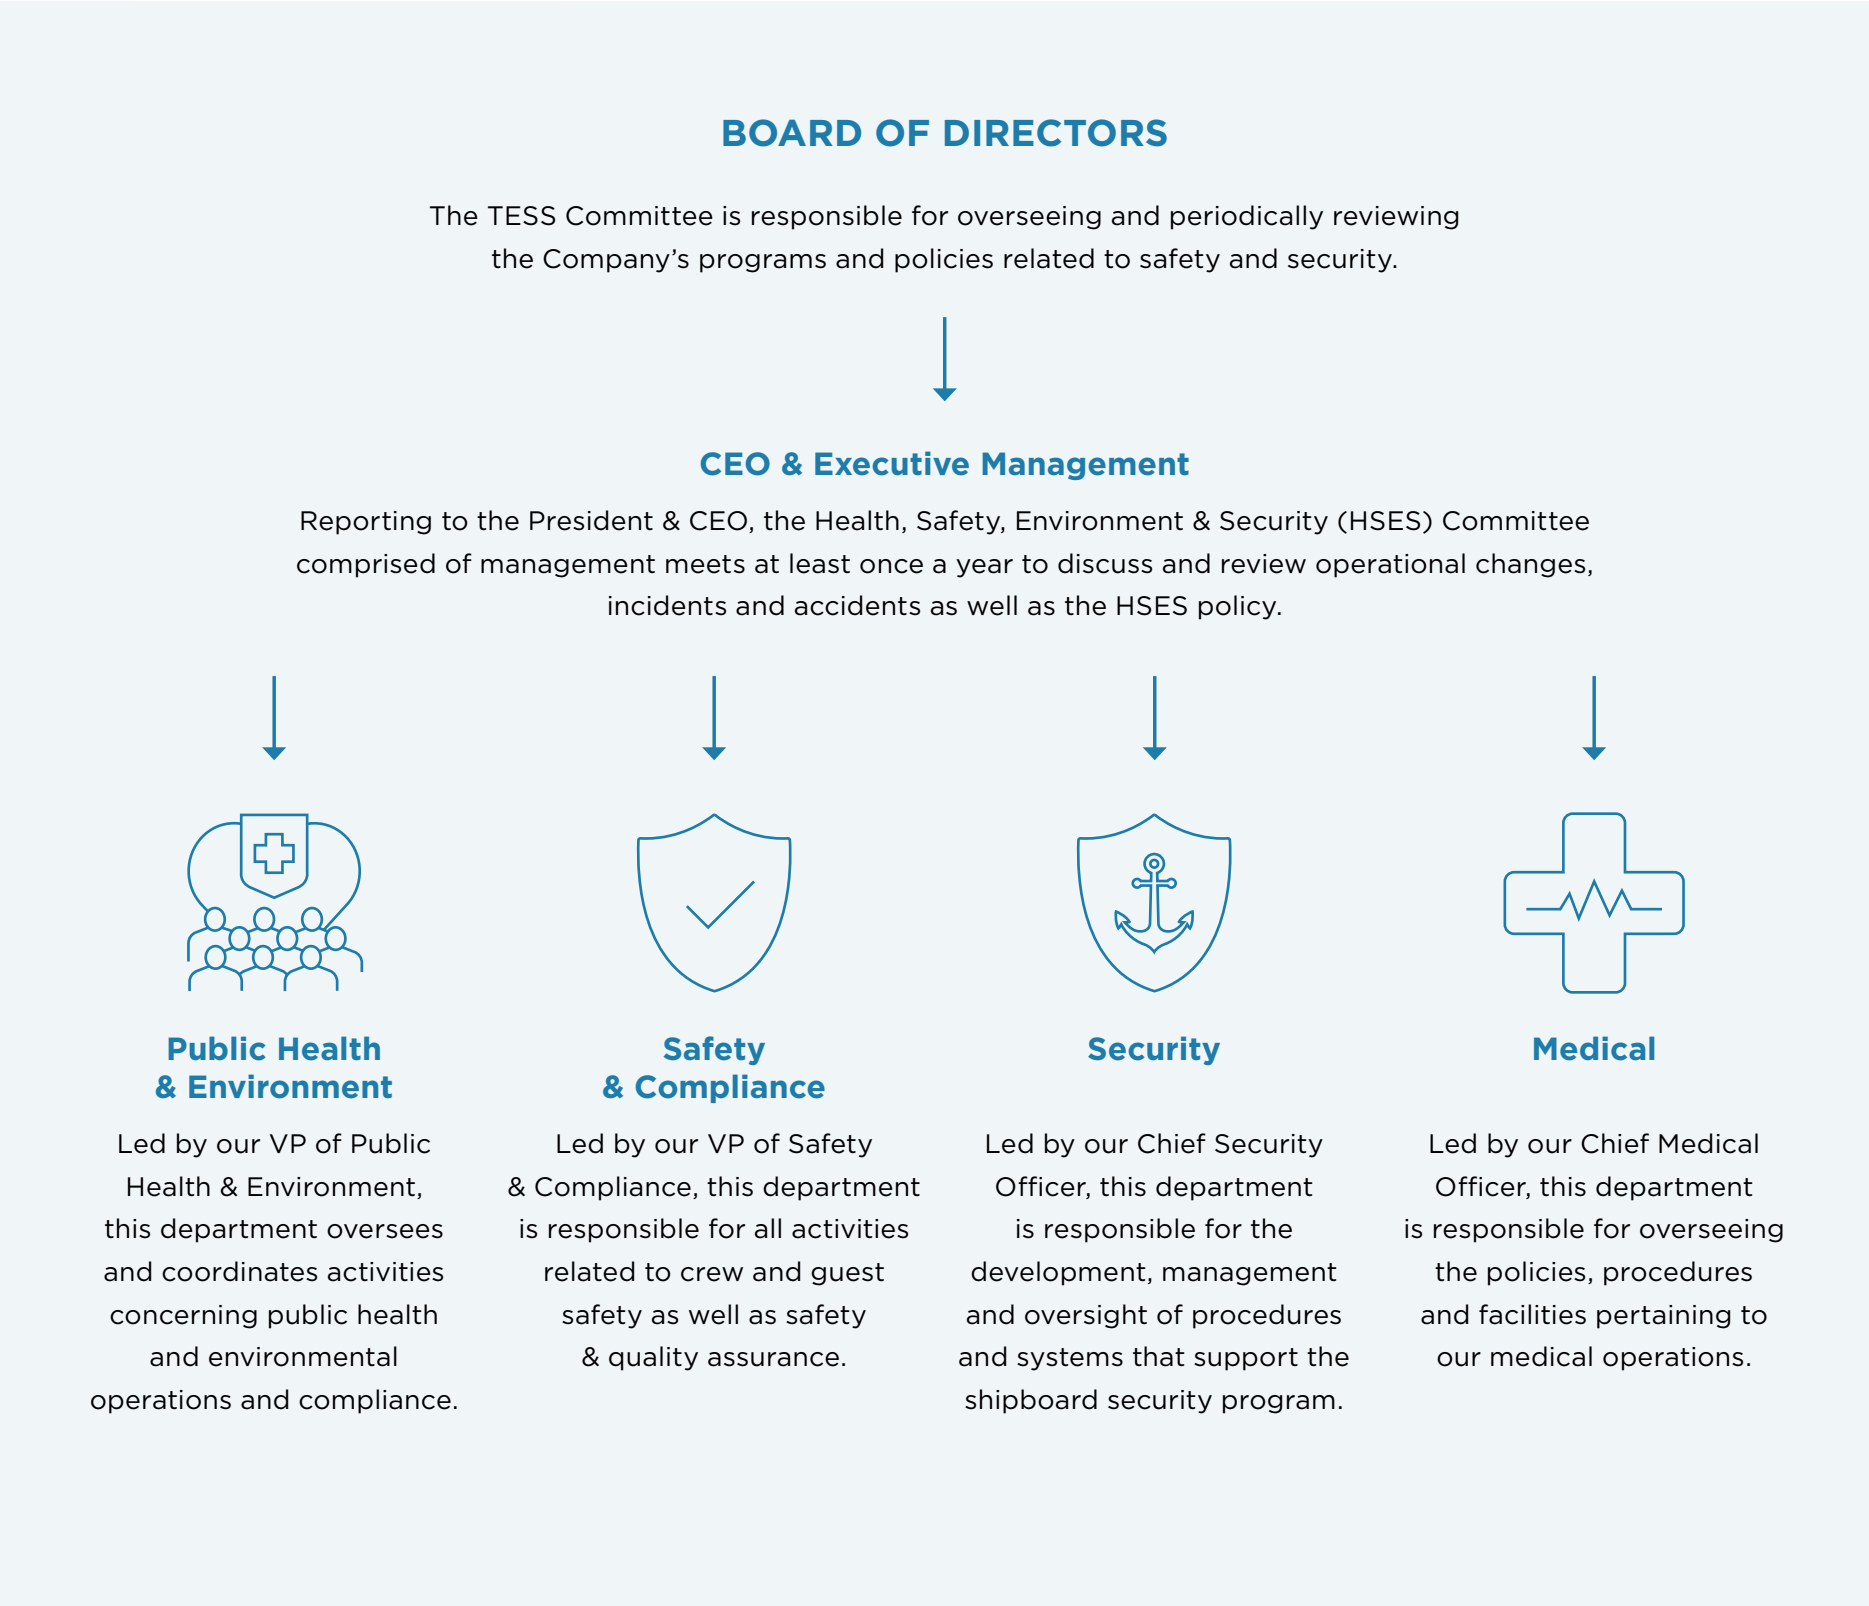 BOARD OF DIRECTORS
The TESS Committee is responsible for overseeing and periodically reviewing
the Company’s programs and policies related to safety and security.
CEO & Executive Management
Reporting to the President & CEO, the Health, Safety, Environment & Security (HSES) Committee
comprised of management meets at least once a year to discuss and review operational changes,
incidents and accidents as well as the HSES policy.
Public Health
& Environment
Led by our VP of Public
Health & Environment,
this department oversees
and coordinates activities
concerning public health
and environmental
operations and compliance.
Safety
& Compliance
Led by our VP of Safety
& Compliance, this department
is responsible for all activities
related to crew and guest
safety as well as safety
& quality assurance.
Security
Led by our Chief Security
Officer, this department
is responsible for the
development, management
and oversight of procedures
and systems that support the
shipboard security program.
Medical
Led by our Chief Medical
Officer, this department
is responsible for overseeing
the policies, procedures
and facilities pertaining to
our medical operations.